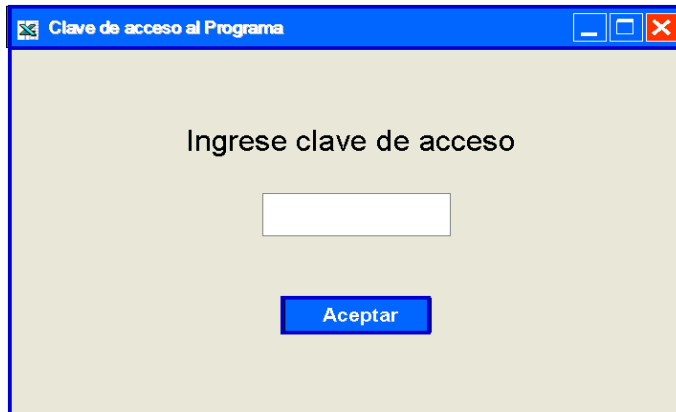 Clave de acceso al Programa
Ingrese clave de acceso
Aceptar